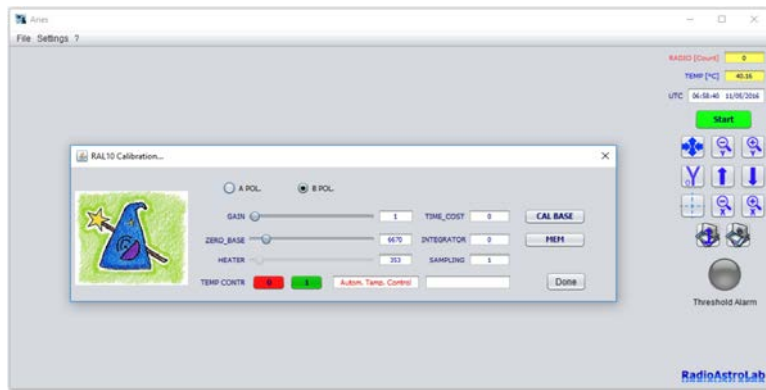 Aries
File Settings ?
RADIO [Count] 0
TEMP [°C] 40.16
UTC 06:58:40 11/05/2016
Start
RAL10 Calibration...
A POL. B POL.
GAIN 1 TIME_COST 0 CAL BASE
ZERO_BASE 6670 INTEGRATOR 0 MEM
HEATER 353 SAMPLING 1
TEMP CONTR 0 1 Autom. Temp. Control Done
Y Y
X X
Threshold Alarm
RadioAstroLab